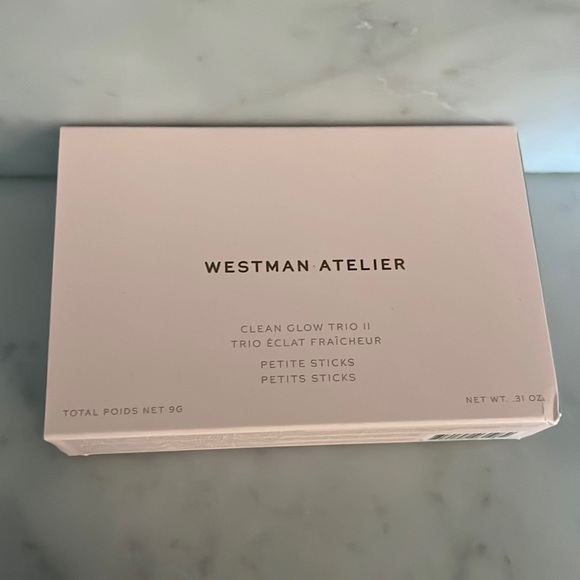 WESTMAN·ATELIER
CLEAN GLOW TRIO II
TRIO ÉCLAT FRAÎCHEUR
PETITE STICKS
PETITS STICKS
TOTAL POIDS NET 9G
NET WT. .31 OZ.